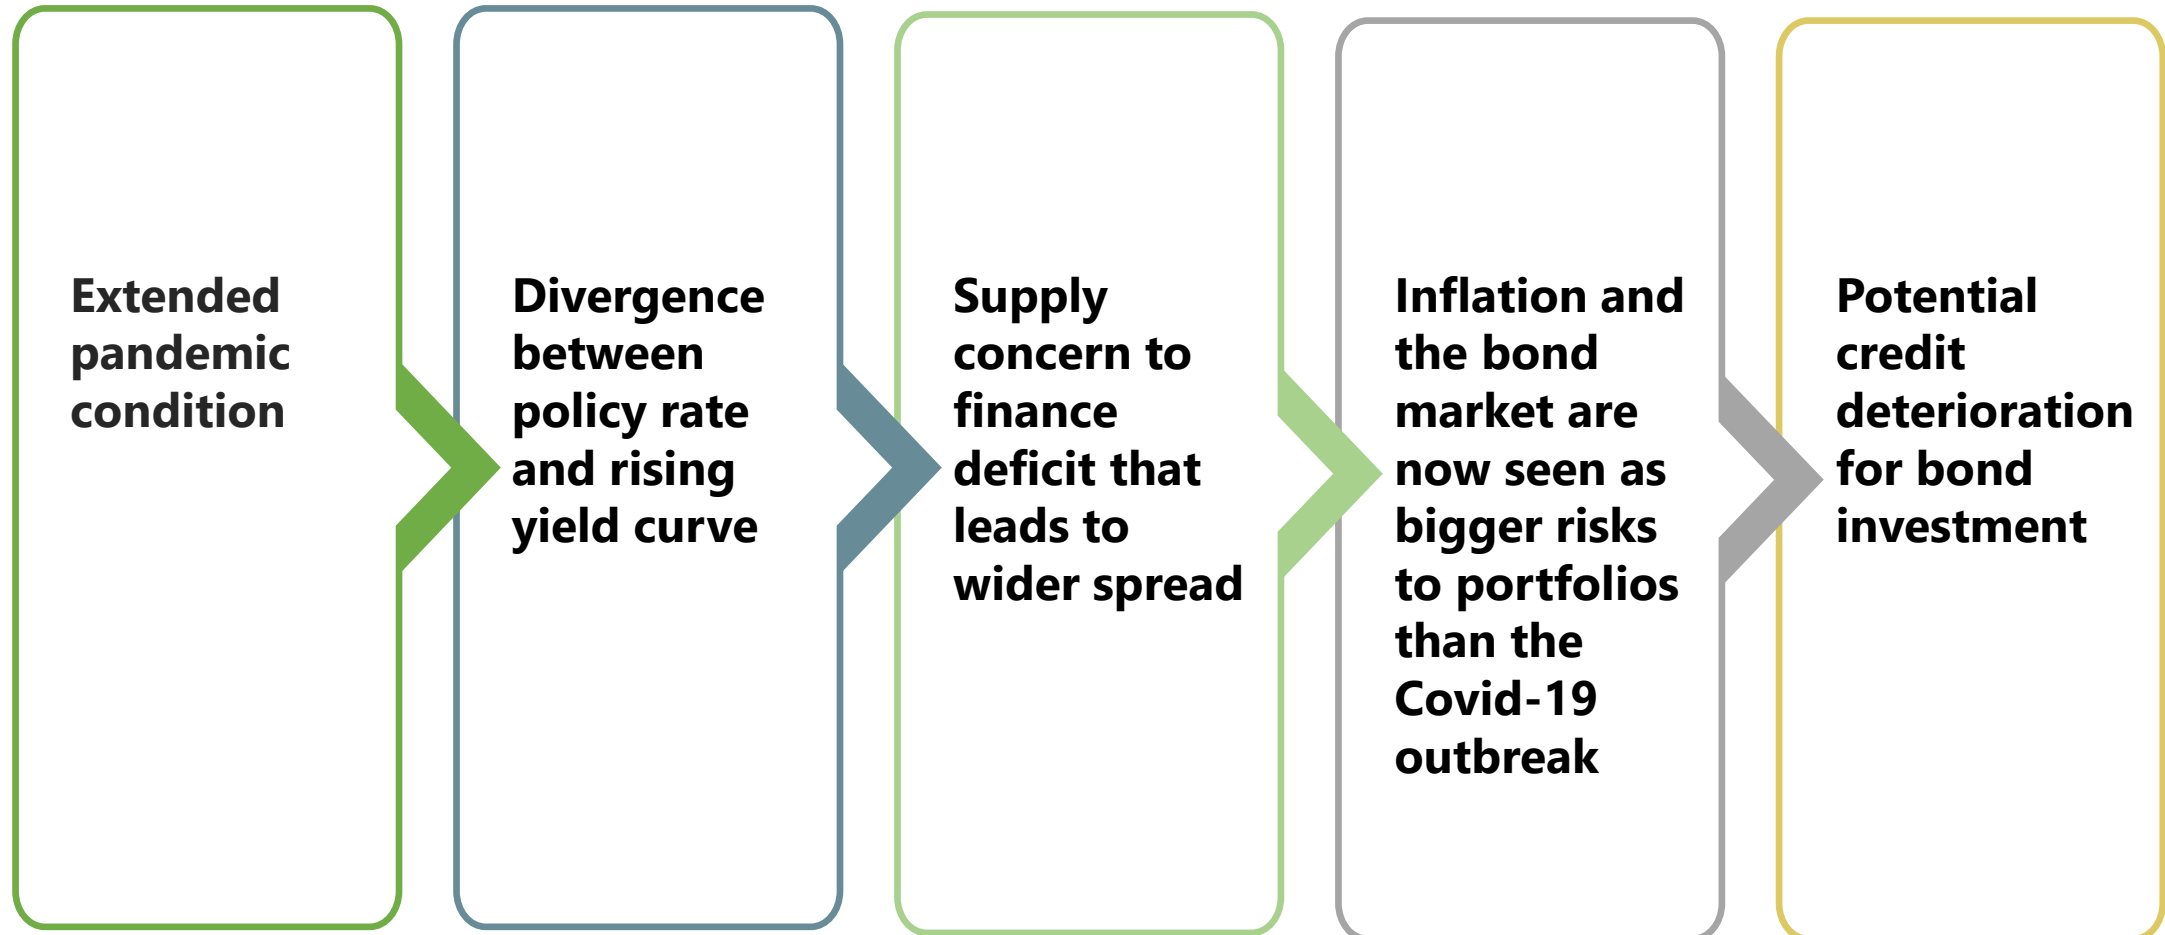 Extended
pandemic
condition
Divergence
between
policy rate
and rising
yield curve
Supply
concern to
finance
deficit that
leads to
wider spread
Inflation and
the bond
market are
now seen as
bigger risks
to portfolios
than the
Covid-19
outbreak
Potential
credit
deterioration
for bond
investment